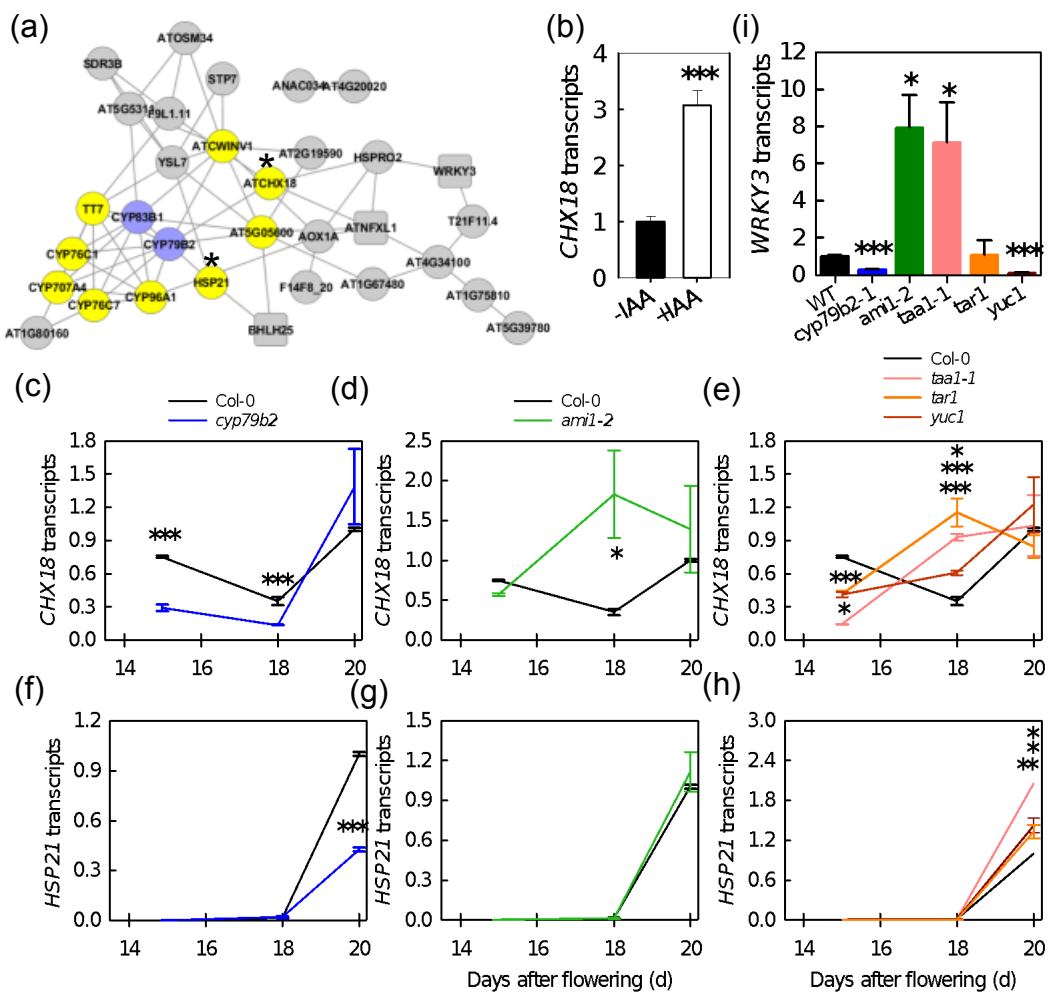 (a)
ATOSM34
SDR3B
STP7
ANAC034
AT4G20020
AT5G5311
F9L1.11
ATCWINV1
AT2G19590
HSPRO2
YSL7
*
ATCHX18
WRKY3
TT7
CYP83B1
AT5G05600
ATNFXL1
T21F11.4
CYP79B2
AOX1A
CYP76C1
*
AT4G34100
CYP707A4
CYP76C7
CYP96A1
HSP21
F14F8_20
AT1G67480
AT1G75810
AT1G80160
BHLH25
AT5G39780
(b)
CHX18 transcripts
4
3
2
1
0
***
-IAA
+IAA
(i)
WRKY3 transcripts
12
10
8
6
4
2
0
***
*
*
***
WT
cyp79b2-1
ami1-2
taa1-1
tar1
yuc1
(c)
Col-0
cyp79b2
CHX18 transcripts
1.8
1.5
1.2
0.9
0.6
0.3
0.0
***
***
14 16 18 20
(d)
Col-0
ami1-2
CHX18 transcripts
2.5
2.0
1.5
1.0
0.5
0.0
*
14 16 18 20
(e)
Col-0
taa1-1
tar1
yuc1
CHX18 transcripts
1.8
1.5
1.2
0.9
0.6
0.3
0.0
*
***
***
***
*
14 16 18 20
(f)
HSP21 transcripts
1.2
0.9
0.6
0.3
0.0
***
14 16 18 20
(g)
HSP21 transcripts
1.5
1.2
0.9
0.6
0.3
0.0
14 16 18 20
Days after flowering (d)
(h)
HSP21 transcripts
3.0
2.4
1.8
1.2
0.6
0.0
*
*
**
14 16 18 20
Days after flowering (d)